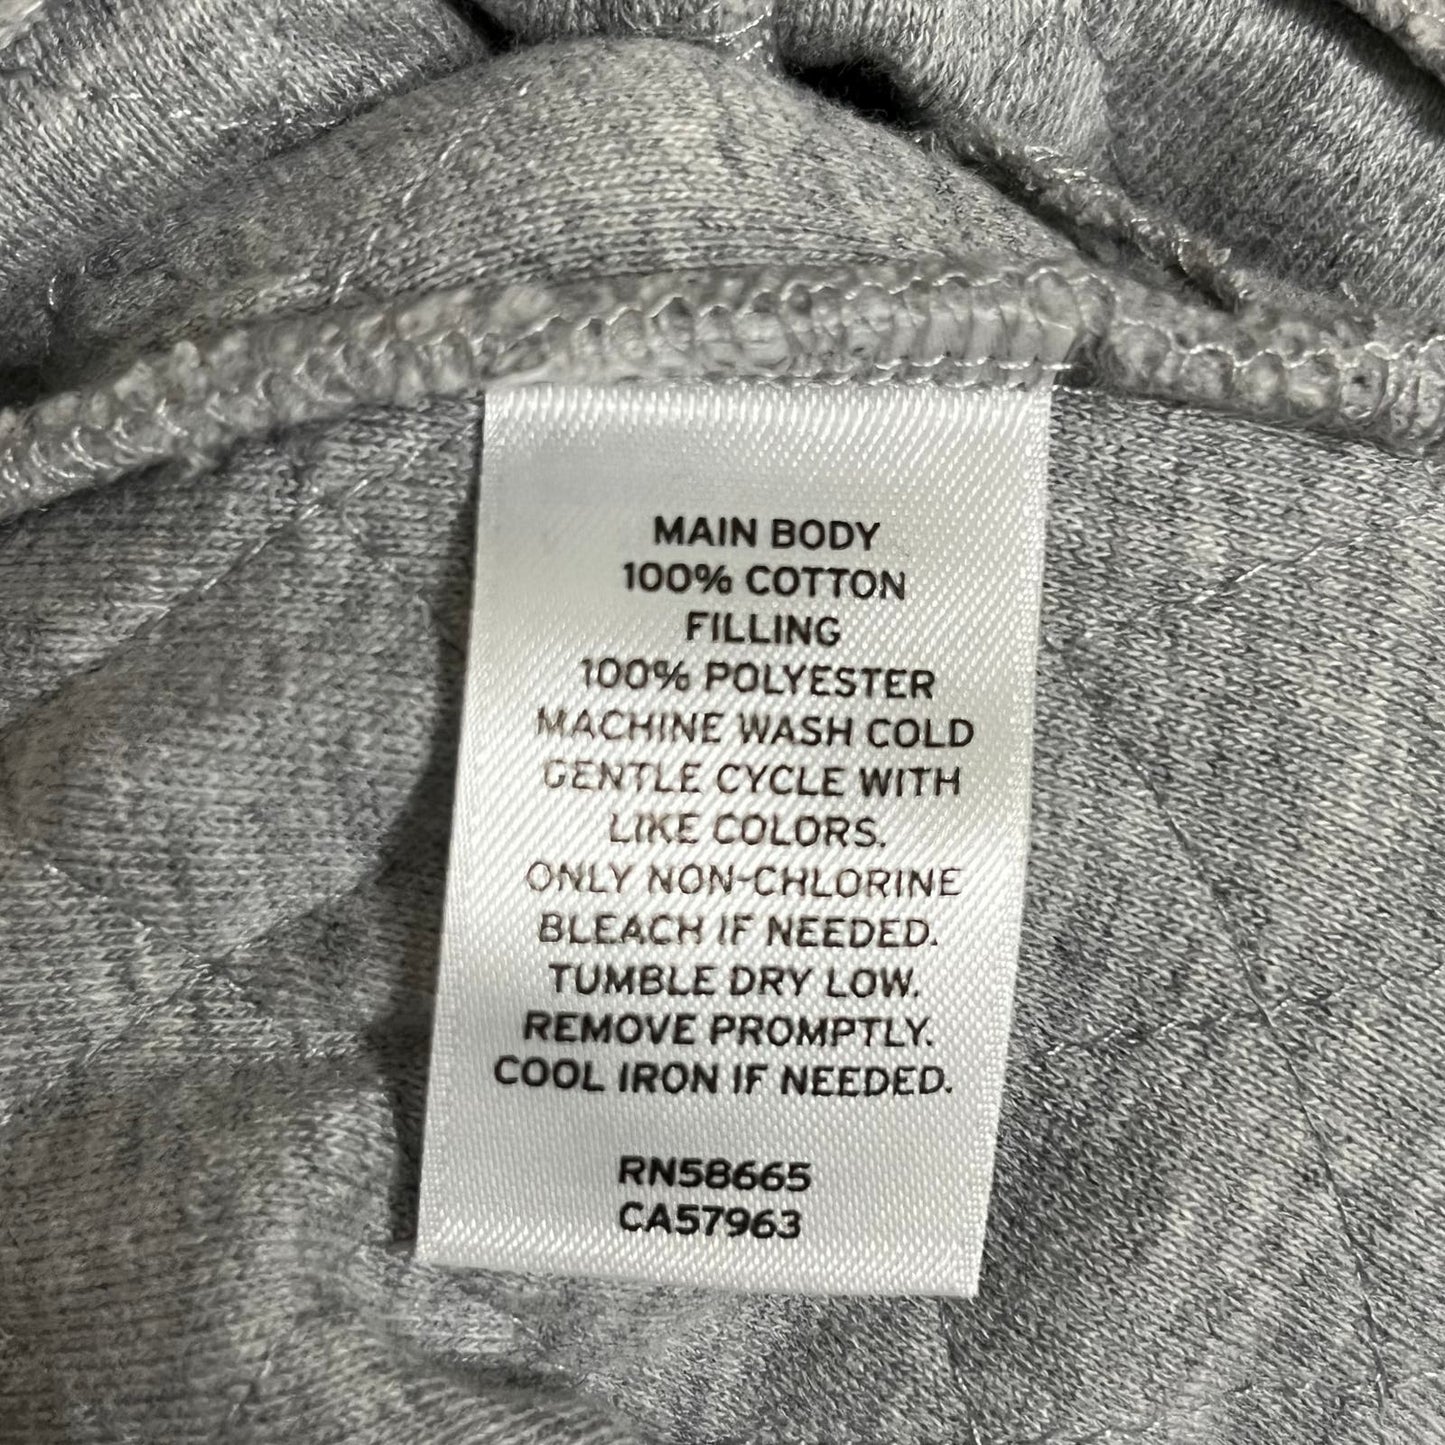 MAIN BODY
100% COTTON
FILLING
100% POLYESTER
MACHINE WASH COLD
GENTLE CYCLE WITH
LIKE COLORS.
ONLY NON-CHLORINE
BLEACH IF NEEDED.
TUMBLE DRY LOW.
REMOVE PROMPTLY.
COOL IRON IF NEEDED.
RN58665
CA57963